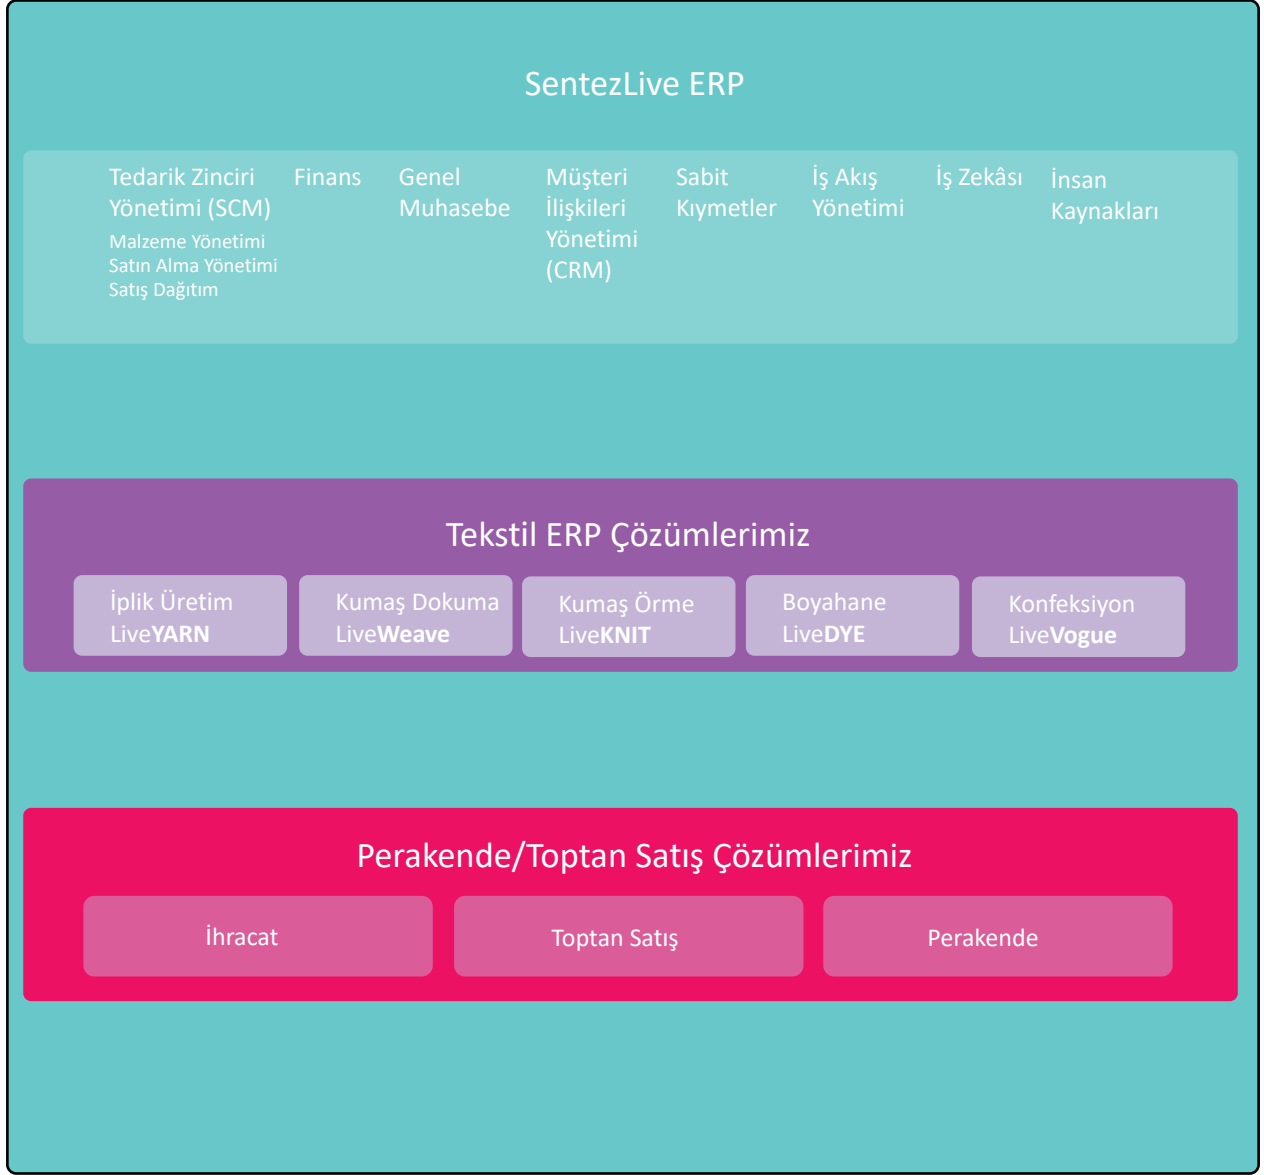 SentezLive ERP
Tedarik Zinciri
Yönetimi (SCM)
Malzeme Yönetimi
Satın Alma Yönetimi
Satış Dağıtım
Finans
Genel
Muhasebe
Müşteri
İlişkileri
Yönetimi
(CRM)
Sabit
Kıymetler
İş Akış
Yönetimi
İş Zekâsı
İnsan
Kaynakları
Tekstil ERP Çözümlerimiz
İplik Üretim
LiveYARN
Kumaş Dokuma
LiveWeave
Kumaş Örme
LiveKNIT
Boyahane
LiveDYE
Konfeksiyon
LiveVogue
Perakende/Toptan Satış Çözümlerimiz
İhracat
Toptan Satış
Perakende